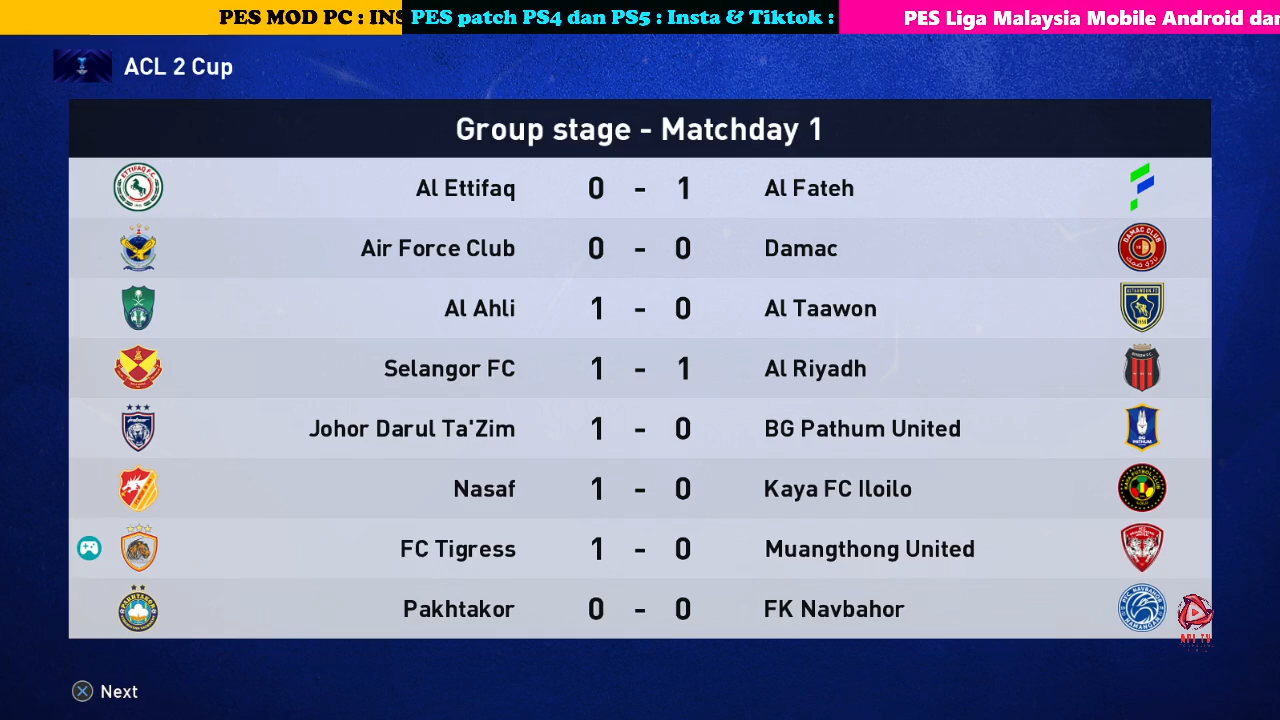 PES MOD PC : INS
PES patch PS4 dan PS5 : Insta & Tiktok :
PES Liga Malaysia Mobile Android dan
ACL 2 Cup
Group stage - Matchday 1
Al Ettifaq 0 - 1 Al Fateh
Air Force Club 0 - 0 Damac
Al Ahli 1 - 0 Al Taawon
Selangor FC 1 - 1 Al Riyadh
Johor Darul Ta'Zim 1 - 0 BG Pathum United
Nasaf 1 - 0 Kaya FC Iloilo
FC Tigress 1 - 0 Muangthong United
Pakhtakor 0 - 0 FK Navbahor
Next